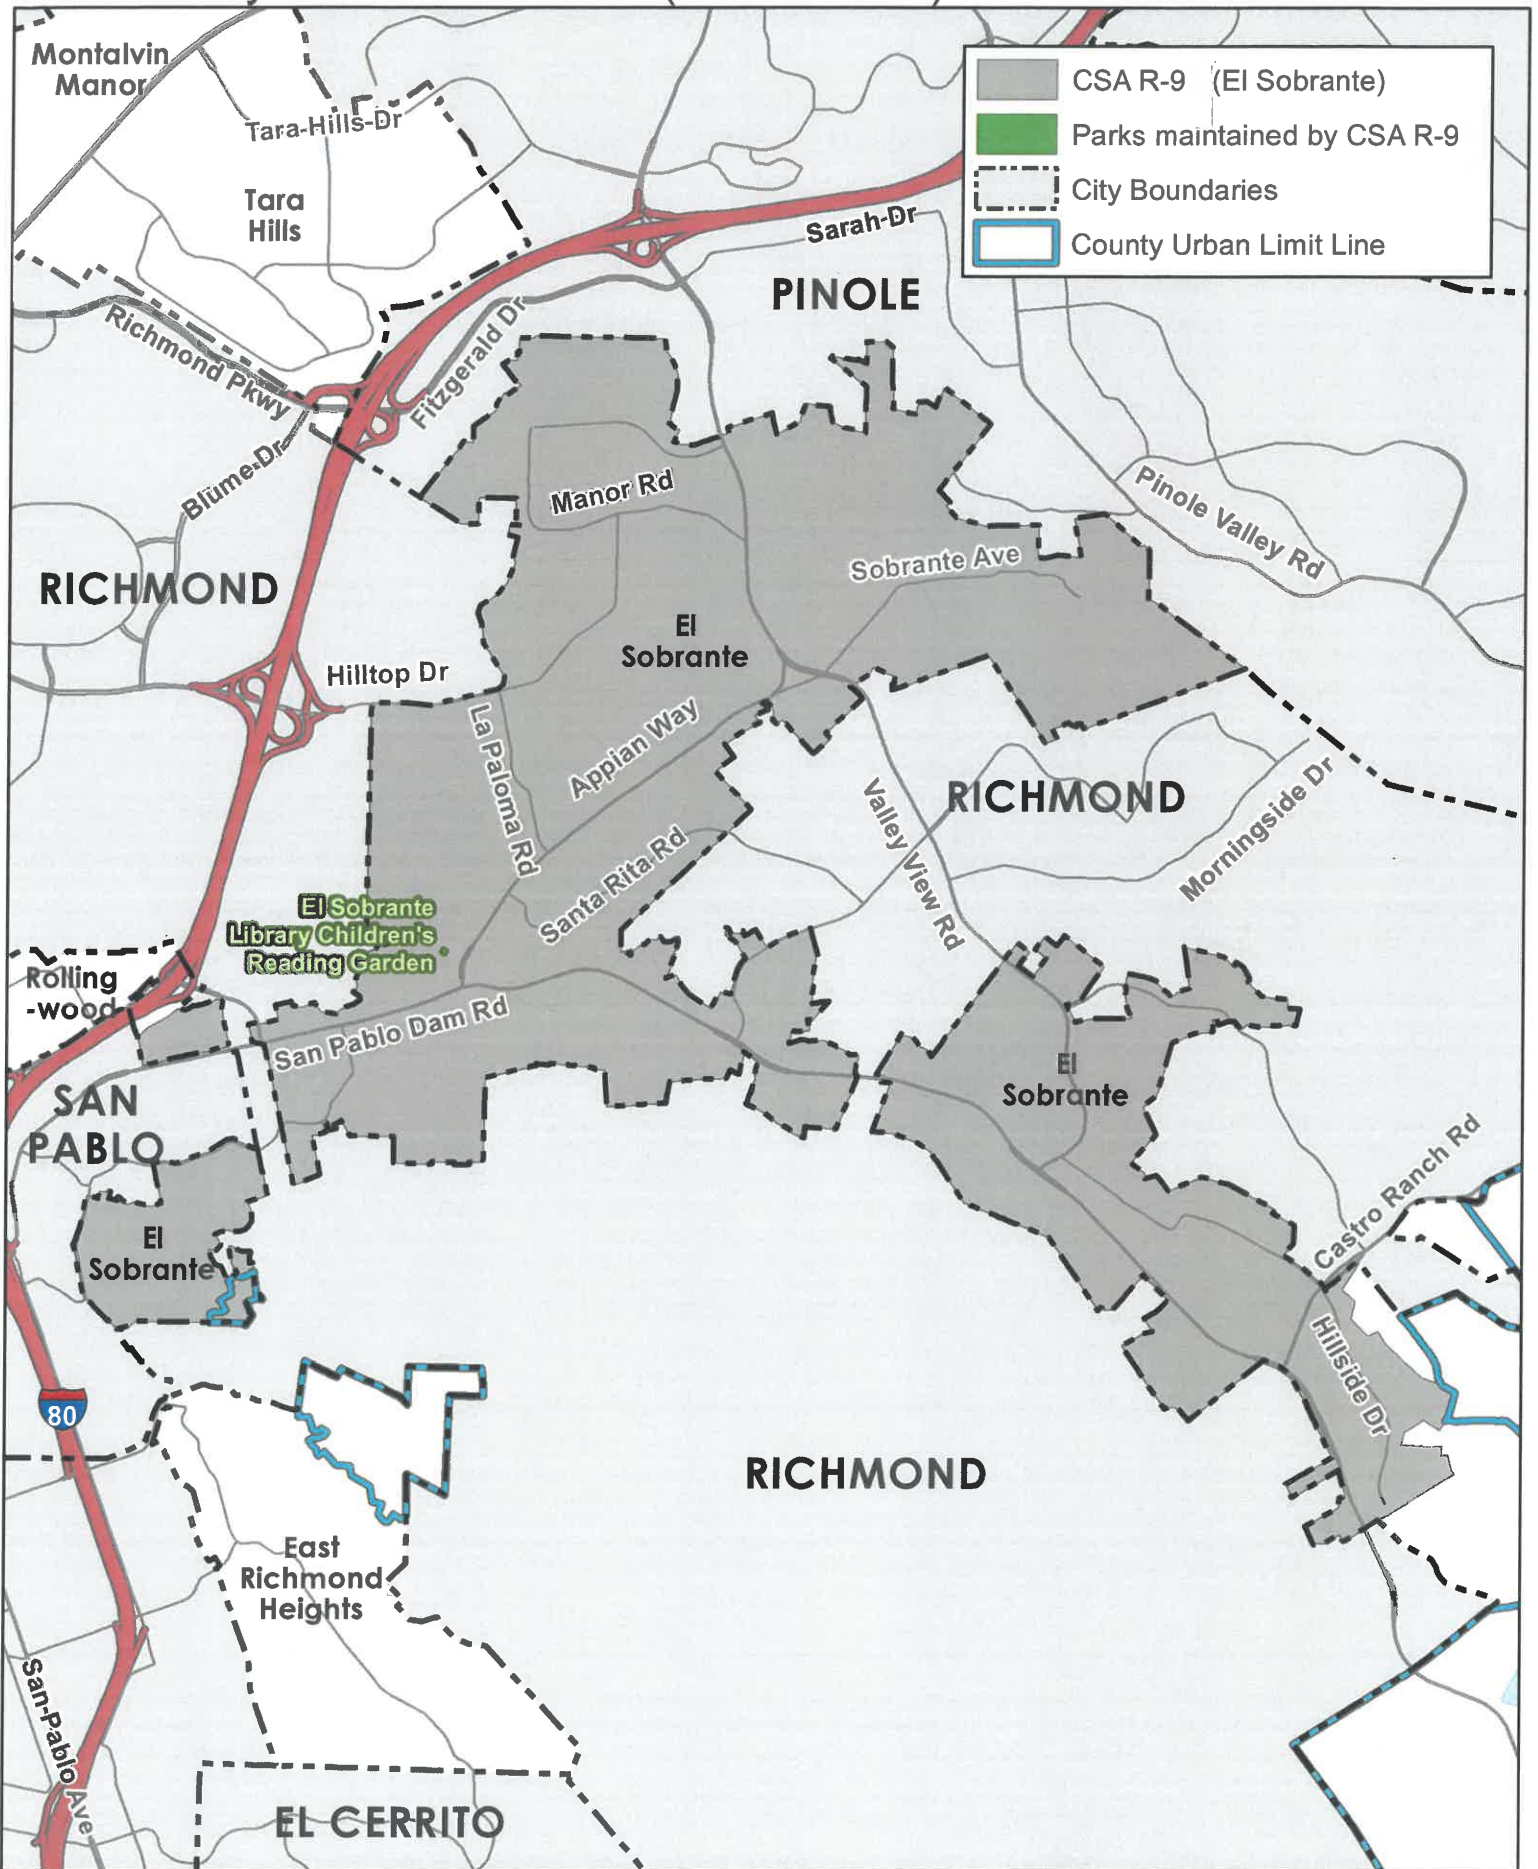 Montalvin
Manor
CSA R-9 (El Sobrante)
Parks maintained by CSA R-9
City Boundaries
County Urban Limit Line
Tara-Hills-Dr
Tara
Hills
Sarah-Dr
PINOLE
Richmond Pkwy
Fitzgerald Dr
Blume-Dr
Manor Rd
Pinole Valley Rd
Sobrante Ave
RICHMOND
El
Sobrante
Hilltop Dr
La Paloma Rd
Appian Way
Valley View Rd
RICHMOND
Morningside Dr
Santa Rita Rd
El Sobrante
Library Children's
Reading Garden
Rolling
-wood
San Pablo Dam Rd
El
Sobrante
SAN
PABLO
Castro Ranch Rd
El
Sobrante
Hillside Dr
80
RICHMOND
East
Richmond
Heights
San-Pablo Ave
EL CERRITO